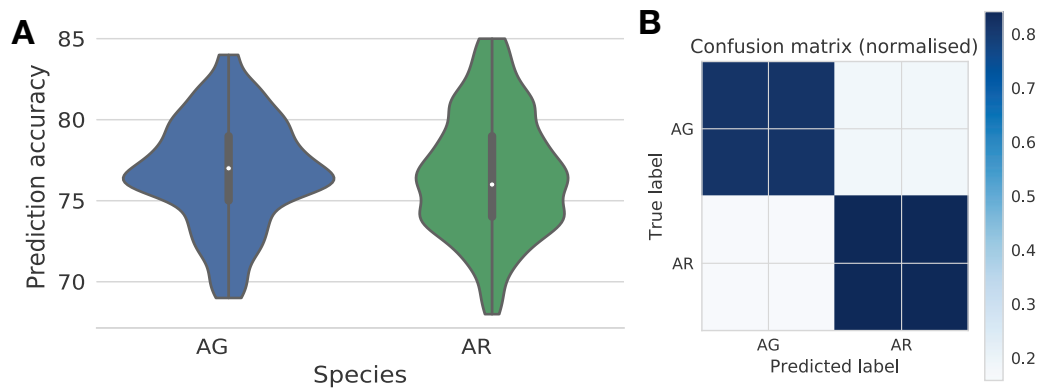 A
85
80
75
70
Prediction accuracy
AG
AR
Species
B
Confusion matrix (normalised)
True label
AG
AR
AG
AR
Predicted label
0.8
0.7
0.6
0.5
0.4
0.3
0.2